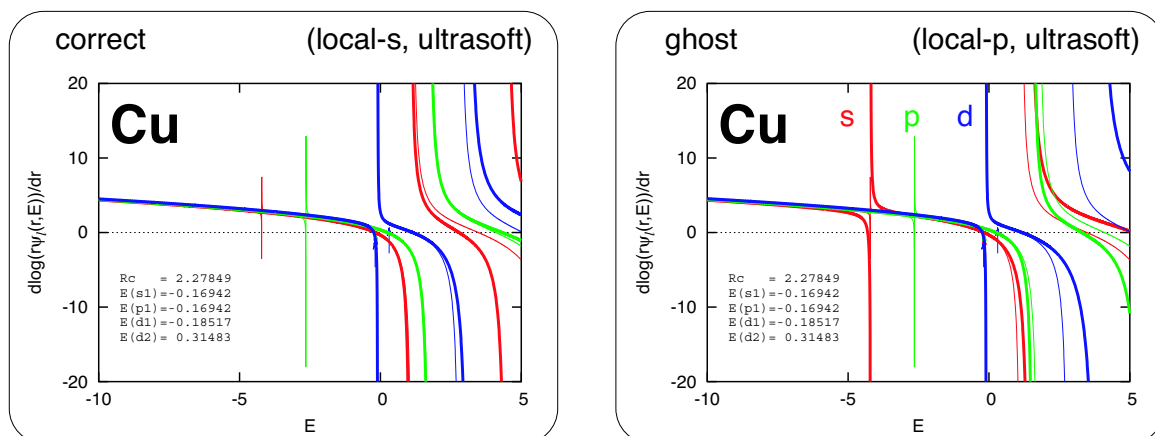 correct (local-s, ultrasoft)
20
10
0
-10
-20
dlog(rψl(r,E))/dr
Cu
Rc = 2.27849
E(s1)=-0.16942
E(p1)=-0.16942
E(d1)=-0.18517
E(d2)= 0.31483
-10 -5 0 5
E
ghost (local-p, ultrasoft)
20
10
0
-10
-20
dlog(rψl(r,E))/dr
Cu s p d
Rc = 2.27849
E(s1)=-0.16942
E(p1)=-0.16942
E(d1)=-0.18517
E(d2)= 0.31483
-10 -5 0 5
E